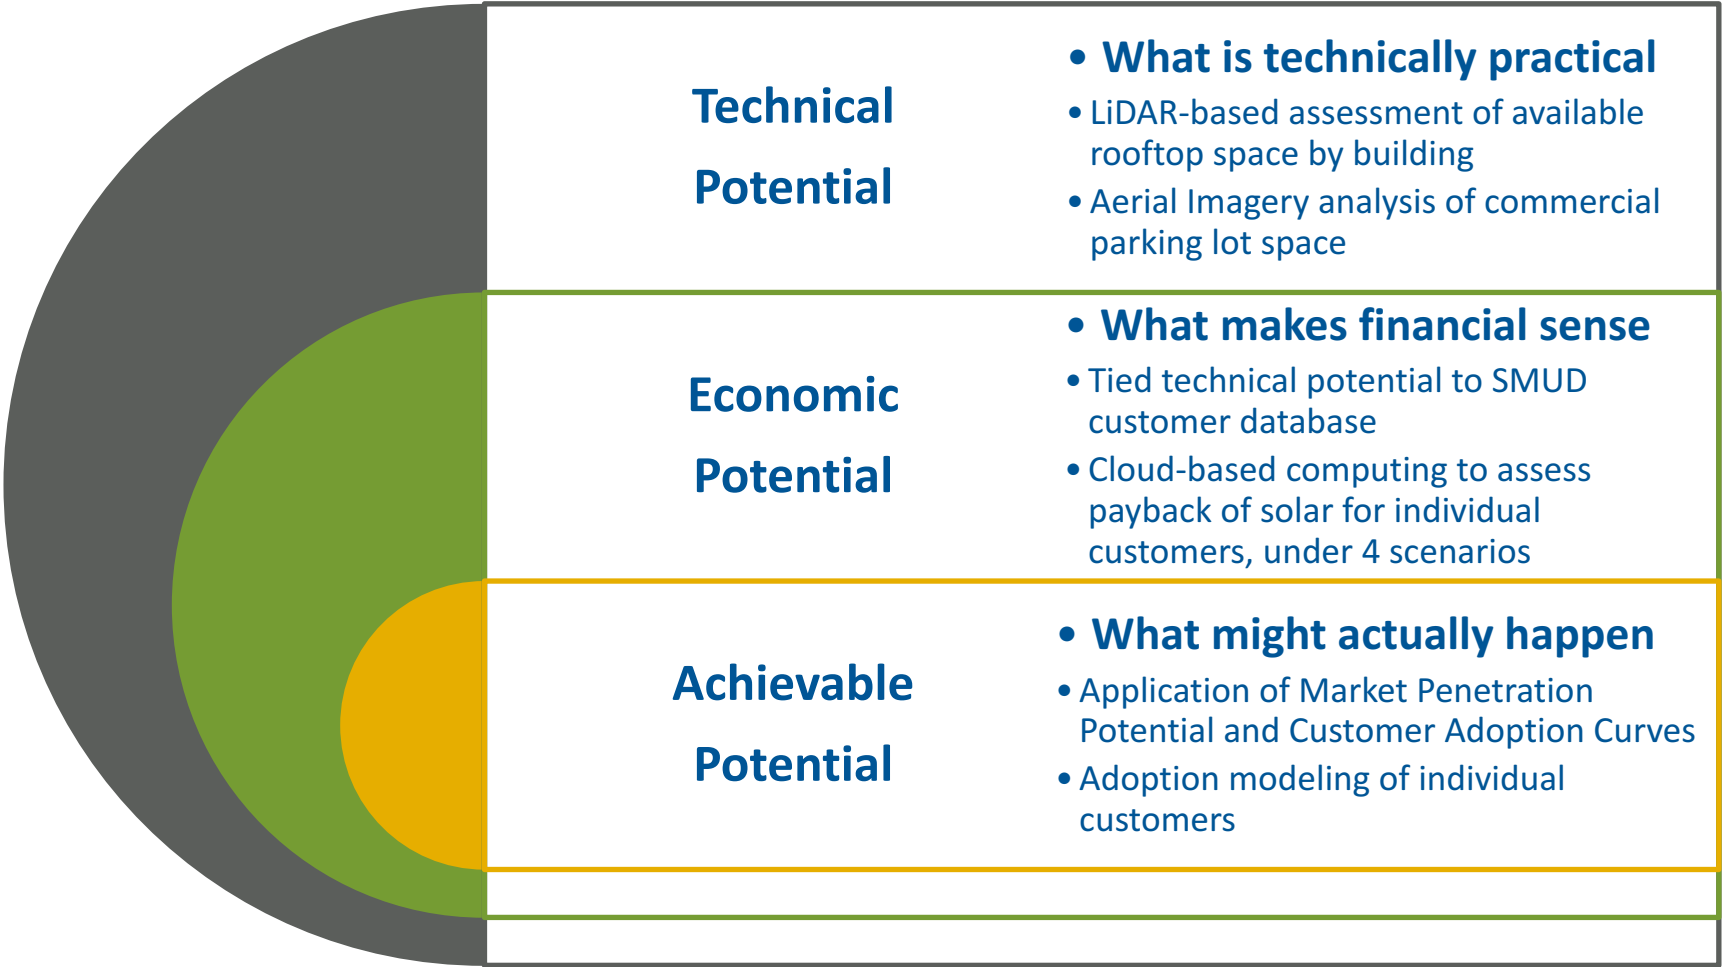 Technical
Potential
• What is technically practical
• LiDAR-based assessment of available
rooftop space by building
• Aerial Imagery analysis of commercial
parking lot space
Economic
Potential
• What makes financial sense
• Tied technical potential to SMUD
customer database
• Cloud-based computing to assess
payback of solar for individual
customers, under 4 scenarios
Achievable
Potential
• What might actually happen
• Application of Market Penetration
Potential and Customer Adoption Curves
• Adoption modeling of individual
customers